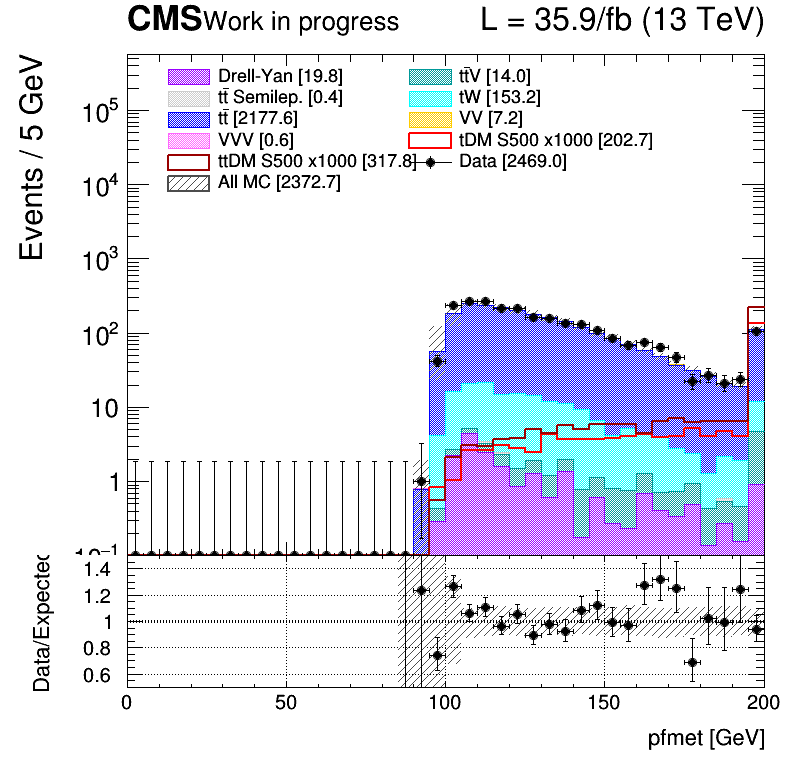 CMS Work in progress L = 35.9/fb (13 TeV)
Events / 5 GeV
Drell-Yan [19.8] tt̄V [14.0]
tt̄ Semilep. [0.4] tW [153.2]
tt̄ [2177.6] VV [7.2]
VVV [0.6] tDM S500 x1000 [202.7]
ttDM S500 x1000 [317.8] Data [2469.0]
All MC [2372.7]
10⁵
10⁴
10³
10²
10
1
10⁻¹
Data/Expected
1.4
1.2
1
0.8
0.6
0 50 100 150 200
pfmet [GeV]